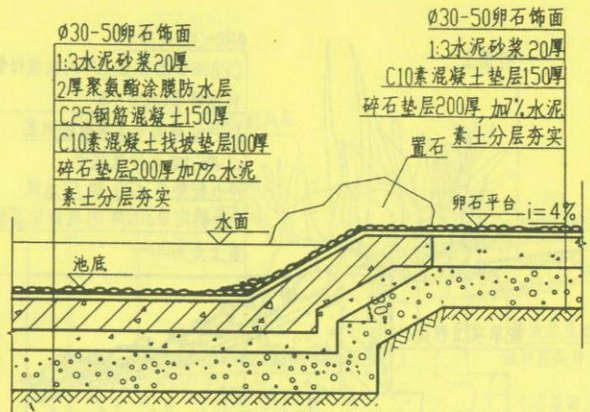 ∅30-50卵石饰面
1:3水泥砂浆20厚
2厚聚氨酯涂膜防水层
C25钢筋混凝土150厚
C10素混凝土找坡垫层100厚
碎石垫层200厚加7%水泥
素土分层夯实
∅30-50卵石饰面
1:3水泥砂浆20厚
C10素混凝土垫层150厚
碎石垫层200厚,加7%水泥
素土分层夯实
置石
水面
卵石平台
i=4%
池底